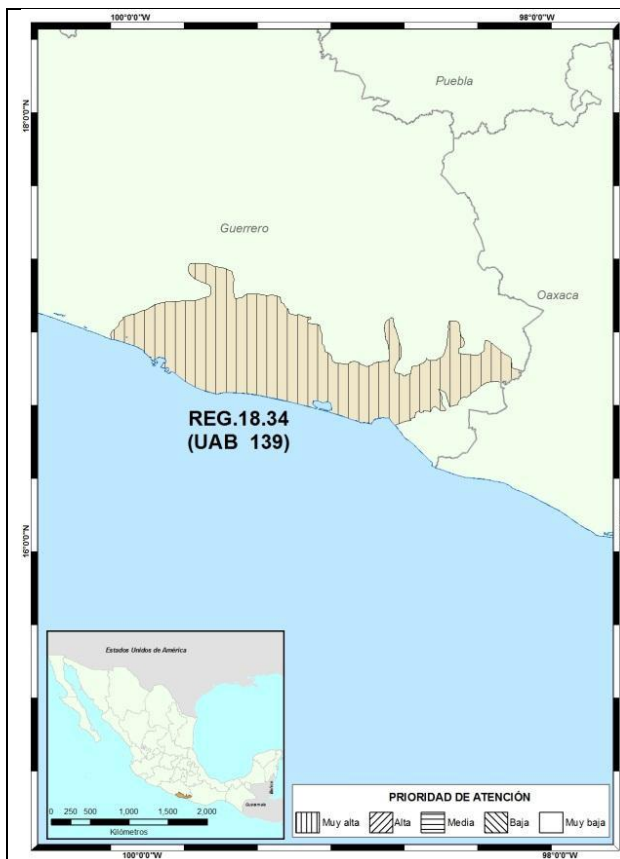 100°0'0"W
98°0'0"W
18°0'0"N
Puebla
Guerrero
Oaxaca
REG.18.34
(UAB 139)
16°0'0"N
Estados Unidos de América
Belice
Guatemala
0 250 500 1,000 1,500 2,000
Kilómetros
PRIORIDAD DE ATENCIÓN
Muy alta Alta Media Baja Muy baja
100°0'0"W
98°0'0"W